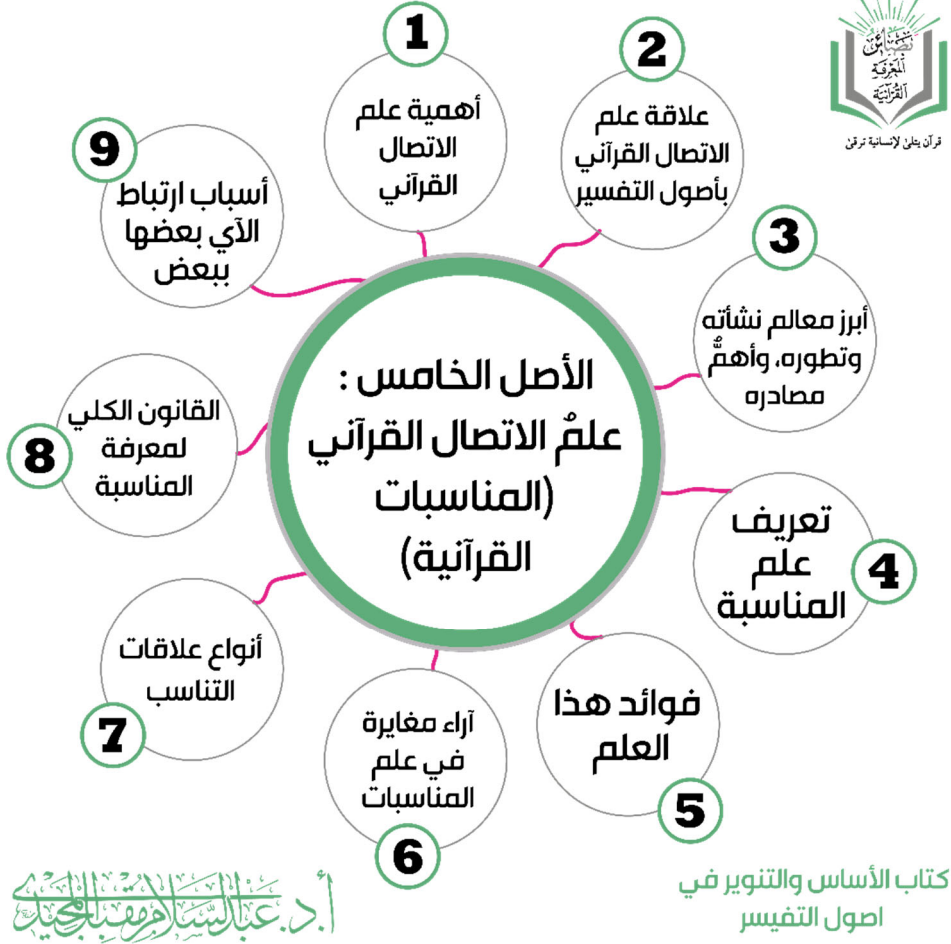 بصائر
المعرفة
القرآنية
قرآن يتلىٰ لإنسانية ترقىٰ
الأصل الخامس :
علمُ الاتصال القرآني
(المناسبات
القرآنية)
1
أهمية علم
الاتصال
القرآني
2
علاقة علم
الاتصال القرآني
بأصول التفسير
3
أبرز معالم نشأته
وتطوره، وأهمُّ
مصادره
4
تعريف
علم
المناسبة
5
فوائد هذا
العلم
6
آراء مغايرة
في علم
المناسبات
7
أنواع علاقات
التناسب
8
القانون الكلي
لمعرفة
المناسبة
9
أسباب ارتباط
الآي بعضها
ببعض
كتاب الأساس والتنوير في
اصول التفيسر
أ.د. عبدالسلام مقبل المجيدي